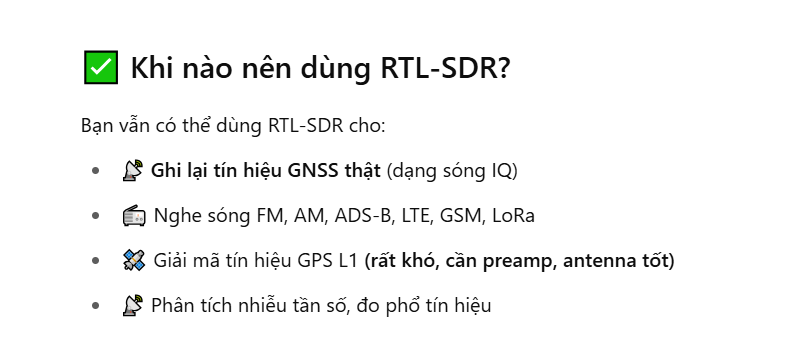 ✅ Khi nào nên dùng RTL-SDR?
Bạn vẫn có thể dùng RTL-SDR cho:
• 📡 Ghi lại tín hiệu GNSS thật (dạng sóng IQ)
• 📻 Nghe sóng FM, AM, ADS-B, LTE, GSM, LoRa
• 🛰️ Giải mã tín hiệu GPS L1 (rất khó, cần preamp, antenna tốt)
• 📡 Phân tích nhiễu tần số, đo phổ tín hiệu